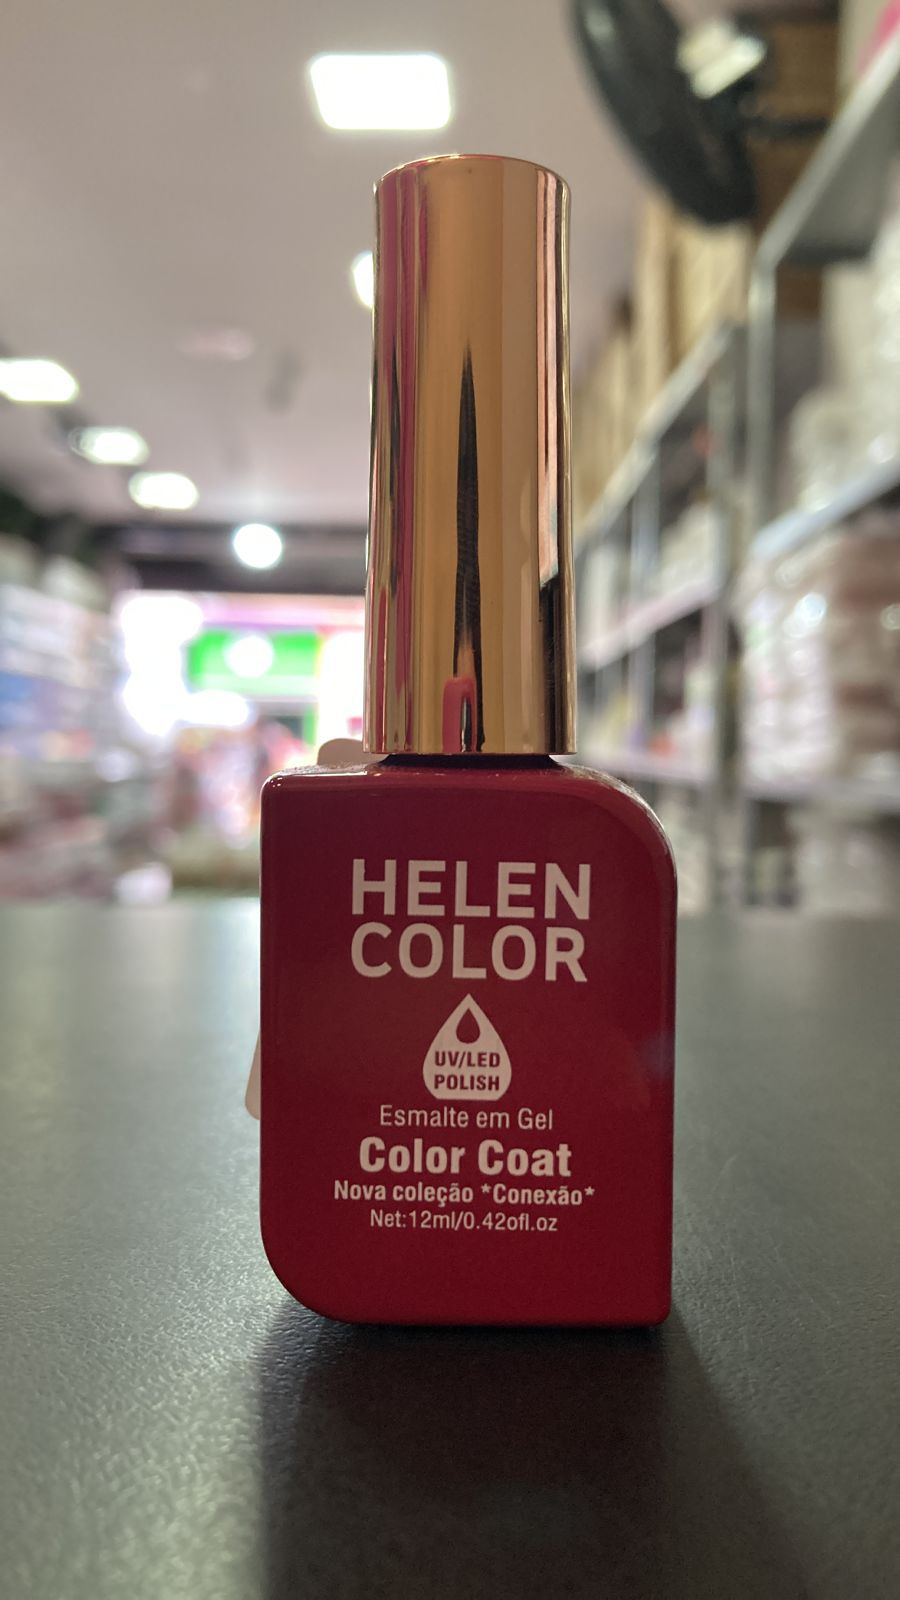 HELEN
COLOR
UV/LED
POLISH
Esmalte em Gel
Color Coat
Nova coleção *Conexão*
Net:12ml/0.42ofl.oz